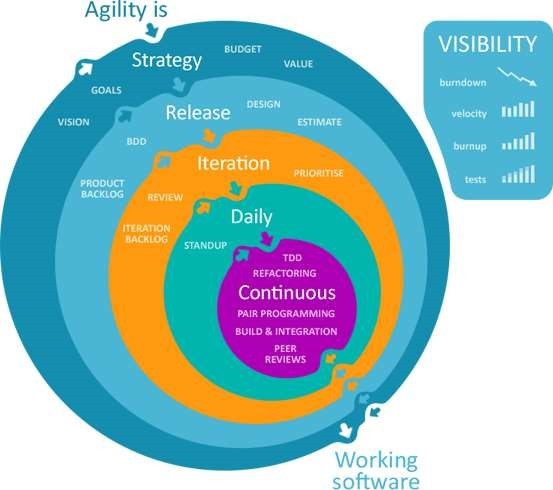 Agility is
Strategy
BUDGET
VALUE
GOALS
VISION
Release
DESIGN
ESTIMATE
BDD
PRODUCT
BACKLOG
Iteration
PRIORITISE
REVIEW
ITERATION
BACKLOG
Daily
STANDUP
TDD
REFACTORING
Continuous
PAIR PROGRAMMING
BUILD & INTEGRATION
PEER
REVIEWS
Working
software
VISIBILITY
burndown
velocity
burnup
tests